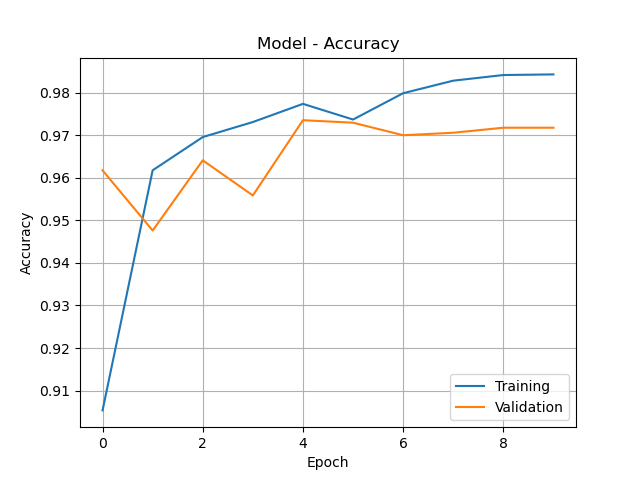 Model - Accuracy
0.98
0.97
0.96
0.95
0.94
0.93
0.92
0.91
Accuracy
0 2 4 6 8
Epoch
Training
Validation